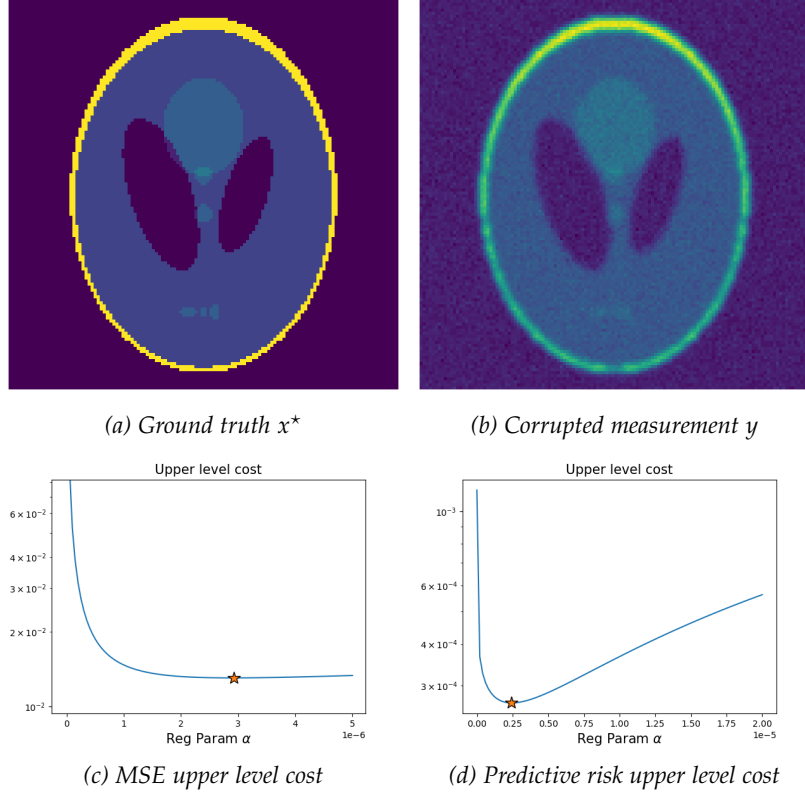 (a) Ground truth x⋆
(b) Corrupted measurement y
Upper level cost
6 × 10⁻²
4 × 10⁻²
3 × 10⁻²
2 × 10⁻²
10⁻²
0 1 2 3 4 5
1e−6
Reg Param α
(c) MSE upper level cost
Upper level cost
10⁻³
6 × 10⁻⁴
4 × 10⁻⁴
3 × 10⁻⁴
0.00 0.25 0.50 0.75 1.00 1.25 1.50 1.75 2.00
1e−5
Reg Param α
(d) Predictive risk upper level cost